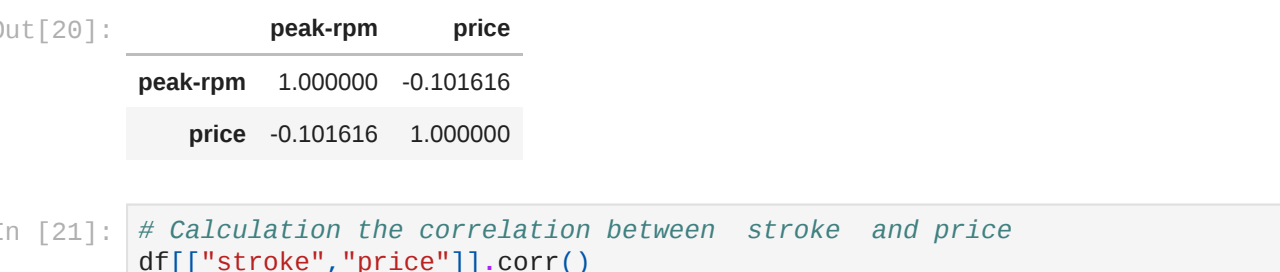 Out[20]:
peak-rpm price
peak-rpm 1.000000 -0.101616
price -0.101616 1.000000
In [21]: # Calculation the correlation between  stroke  and price
df[["stroke","price"]].corr()